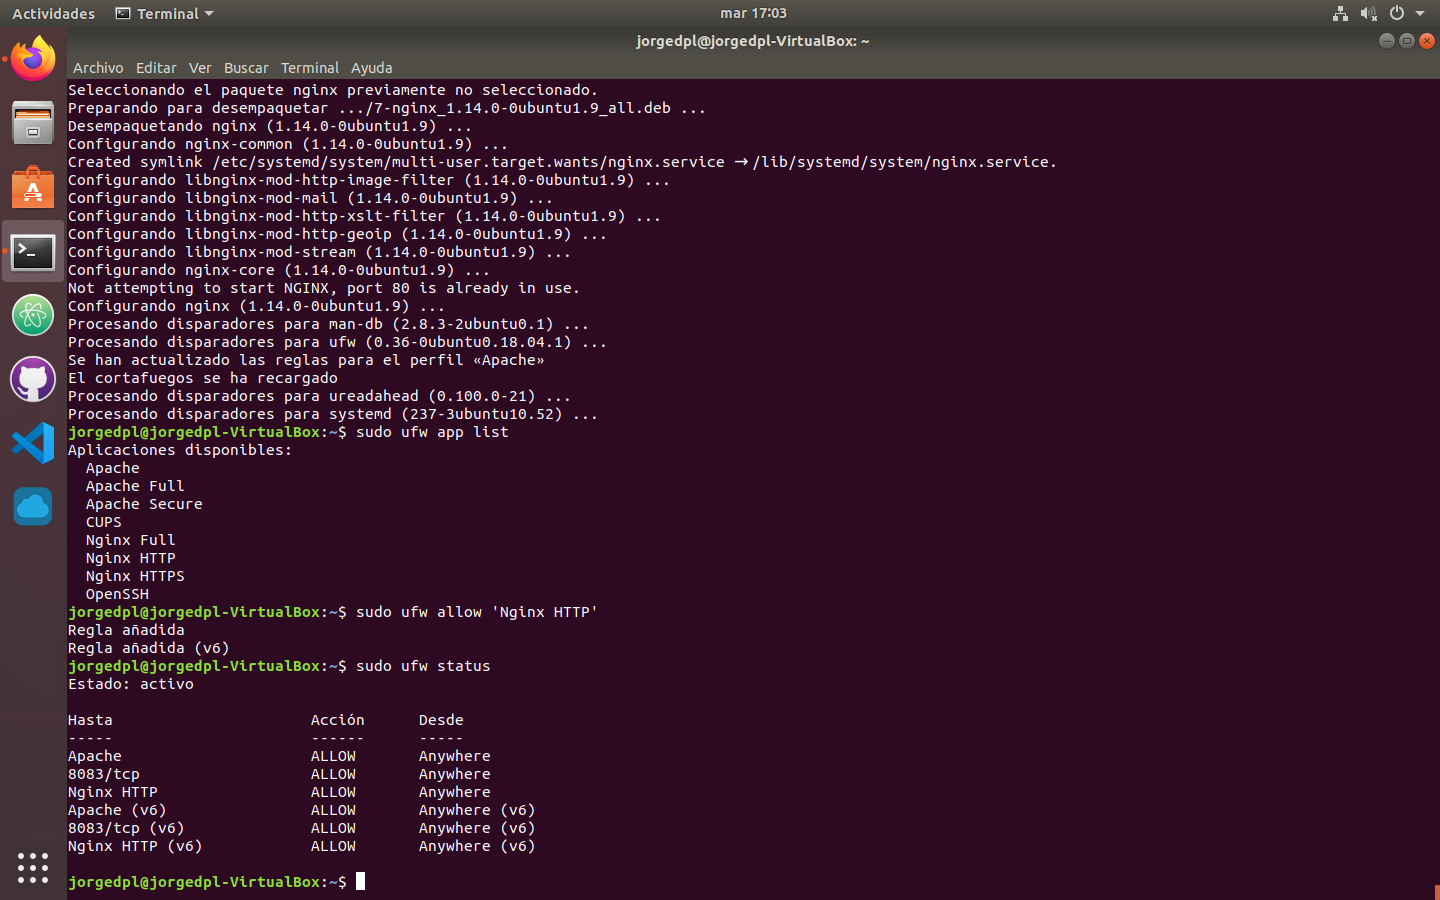 Actividades
Terminal
mar 17:03
jorgedpl@jorgedpl-VirtualBox: ~
Archivo Editar Ver Buscar Terminal Ayuda
Seleccionando el paquete nginx previamente no seleccionado.
Preparando para desempaquetar .../7-nginx_1.14.0-0ubuntu1.9_all.deb ...
Desempaquetando nginx (1.14.0-0ubuntu1.9) ...
Configurando nginx-common (1.14.0-0ubuntu1.9) ...
Created symlink /etc/systemd/system/multi-user.target.wants/nginx.service → /lib/systemd/system/nginx.service.
Configurando libnginx-mod-http-image-filter (1.14.0-0ubuntu1.9) ...
Configurando libnginx-mod-mail (1.14.0-0ubuntu1.9) ...
Configurando libnginx-mod-http-xslt-filter (1.14.0-0ubuntu1.9) ...
Configurando libnginx-mod-http-geoip (1.14.0-0ubuntu1.9) ...
Configurando libnginx-mod-stream (1.14.0-0ubuntu1.9) ...
Configurando nginx-core (1.14.0-0ubuntu1.9) ...
Not attempting to start NGINX, port 80 is already in use.
Configurando nginx (1.14.0-0ubuntu1.9) ...
Procesando disparadores para man-db (2.8.3-2ubuntu0.1) ...
Procesando disparadores para ufw (0.36-0ubuntu0.18.04.1) ...
Se han actualizado las reglas para el perfil «Apache»
El cortafuegos se ha recargado
Procesando disparadores para ureadahead (0.100.0-21) ...
Procesando disparadores para systemd (237-3ubuntu10.52) ...
jorgedpl@jorgedpl-VirtualBox:~$ sudo ufw app list
Aplicaciones disponibles:
  Apache
  Apache Full
  Apache Secure
  CUPS
  Nginx Full
  Nginx HTTP
  Nginx HTTPS
  OpenSSH
jorgedpl@jorgedpl-VirtualBox:~$ sudo ufw allow 'Nginx HTTP'
Regla añadida
Regla añadida (v6)
jorgedpl@jorgedpl-VirtualBox:~$ sudo ufw status
Estado: activo
Hasta                      Acción      Desde
-----                      ------      -----
Apache                     ALLOW       Anywhere
8083/tcp                   ALLOW       Anywhere
Nginx HTTP                 ALLOW       Anywhere
Apache (v6)                ALLOW       Anywhere (v6)
8083/tcp (v6)              ALLOW       Anywhere (v6)
Nginx HTTP (v6)            ALLOW       Anywhere (v6)
jorgedpl@jorgedpl-VirtualBox:~$